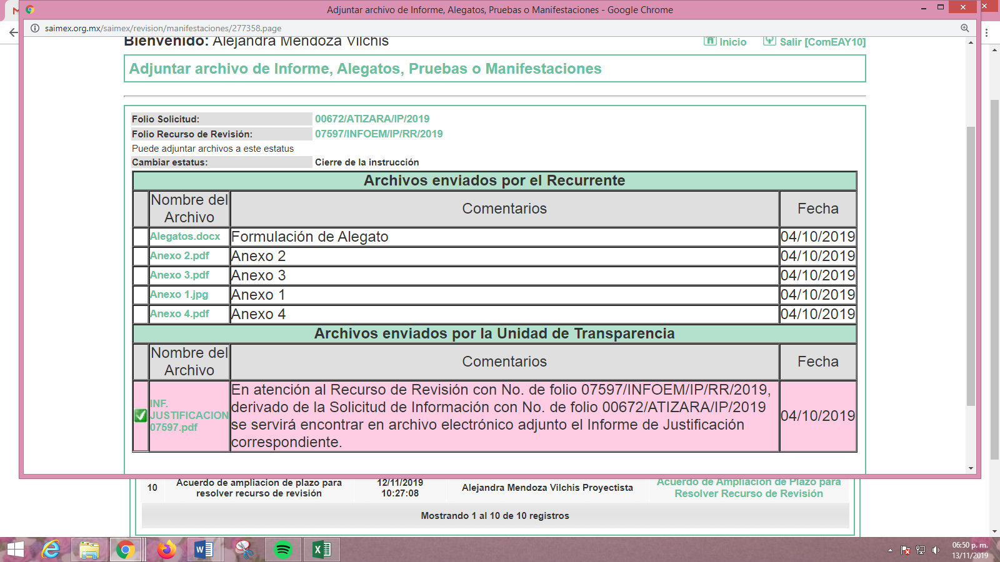 Adjuntar archivo de Informe, Alegatos, Pruebas o Manifestaciones - Google Chrome
saimex.org.mx/saimex/revision/manifestaciones/277358.page
Bienvenido: Alejandra Mendoza Vilchis
Inicio
Salir [ComEAY10]
Adjuntar archivo de Informe, Alegatos, Pruebas o Manifestaciones
Folio Solicitud: 00672/ATIZARA/IP/2019
Folio Recurso de Revisión: 07597/INFOEM/IP/RR/2019
Puede adjuntar archivos a este estatus
Cambiar estatus: Cierre de la instrucción
Archivos enviados por el Recurrente
Nombre del
Archivo
Comentarios
Fecha
Alegatos.docx Formulación de Alegato 04/10/2019
Anexo 2.pdf Anexo 2 04/10/2019
Anexo 3.pdf Anexo 3 04/10/2019
Anexo 1.jpg Anexo 1 04/10/2019
Anexo 4.pdf Anexo 4 04/10/2019
Archivos enviados por la Unidad de Transparencia
Nombre del
Archivo
Comentarios
Fecha
INF.
JUSTIFICACION
07597.pdf
En atención al Recurso de Revisión con No. de folio 07597/INFOEM/IP/RR/2019,
derivado de la Solicitud de Información con No. de folio 00672/ATIZARA/IP/2019
se servirá encontrar en archivo electrónico adjunto el Informe de Justificación
correspondiente.
04/10/2019
10
Acuerdo de ampliacion de plazo para
resolver recurso de revisión
12/11/2019
10:27:08
Alejandra Mendoza Vilchis Proyectista
Acuerdo de Ampliacion de Plazo para
Resolver Recurso de Revisión
Mostrando 1 al 10 de 10 registros
06:50 p. m.
13/11/2019